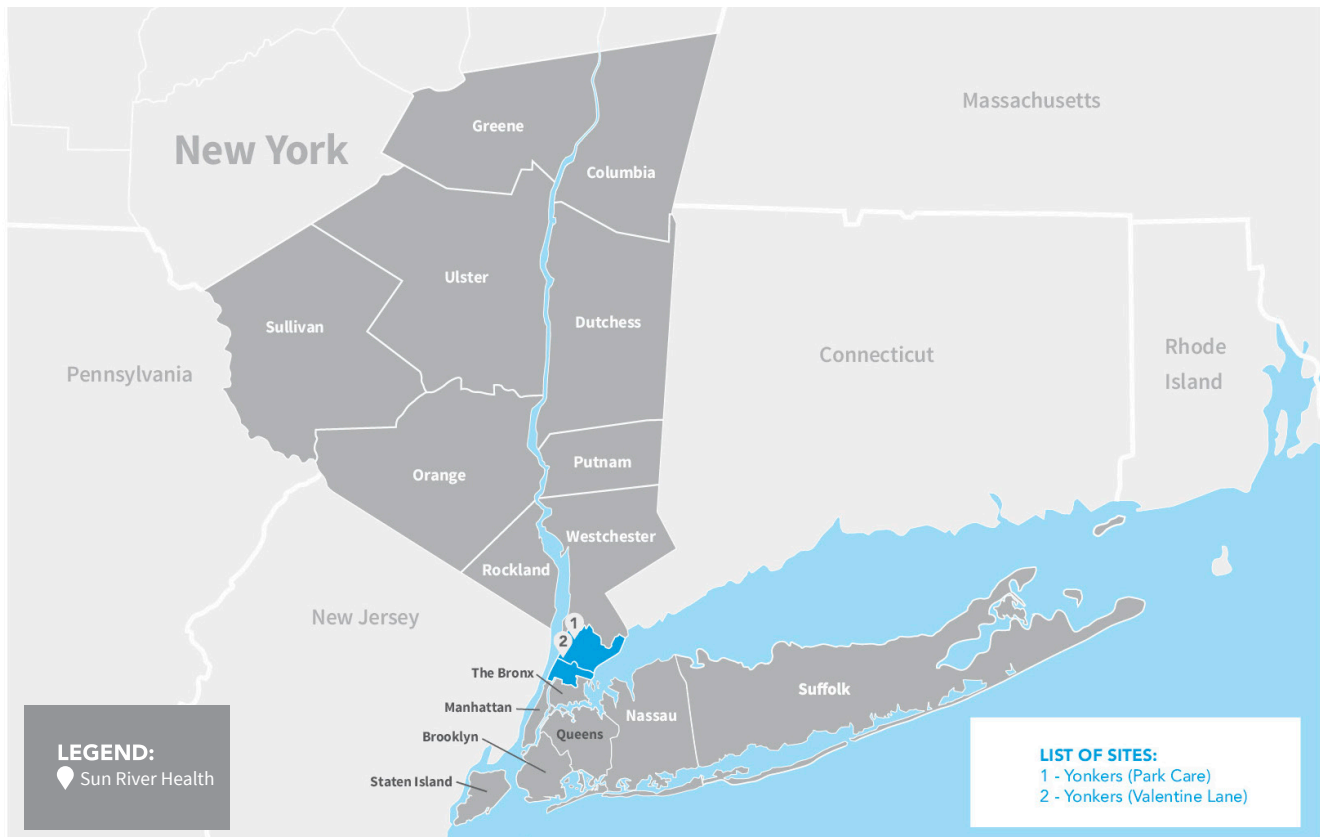 Massachusetts
New York
Greene
Columbia
Ulster
Sullivan
Dutchess
Pennsylvania
Connecticut
Rhode
Island
Putnam
Orange
Westchester
Rockland
New Jersey
1
2
The Bronx
Suffolk
Manhattan
Nassau
Brooklyn
Queens
Staten Island
LEGEND:
Sun River Health
LIST OF SITES:
1 - Yonkers (Park Care)
2 - Yonkers (Valentine Lane)